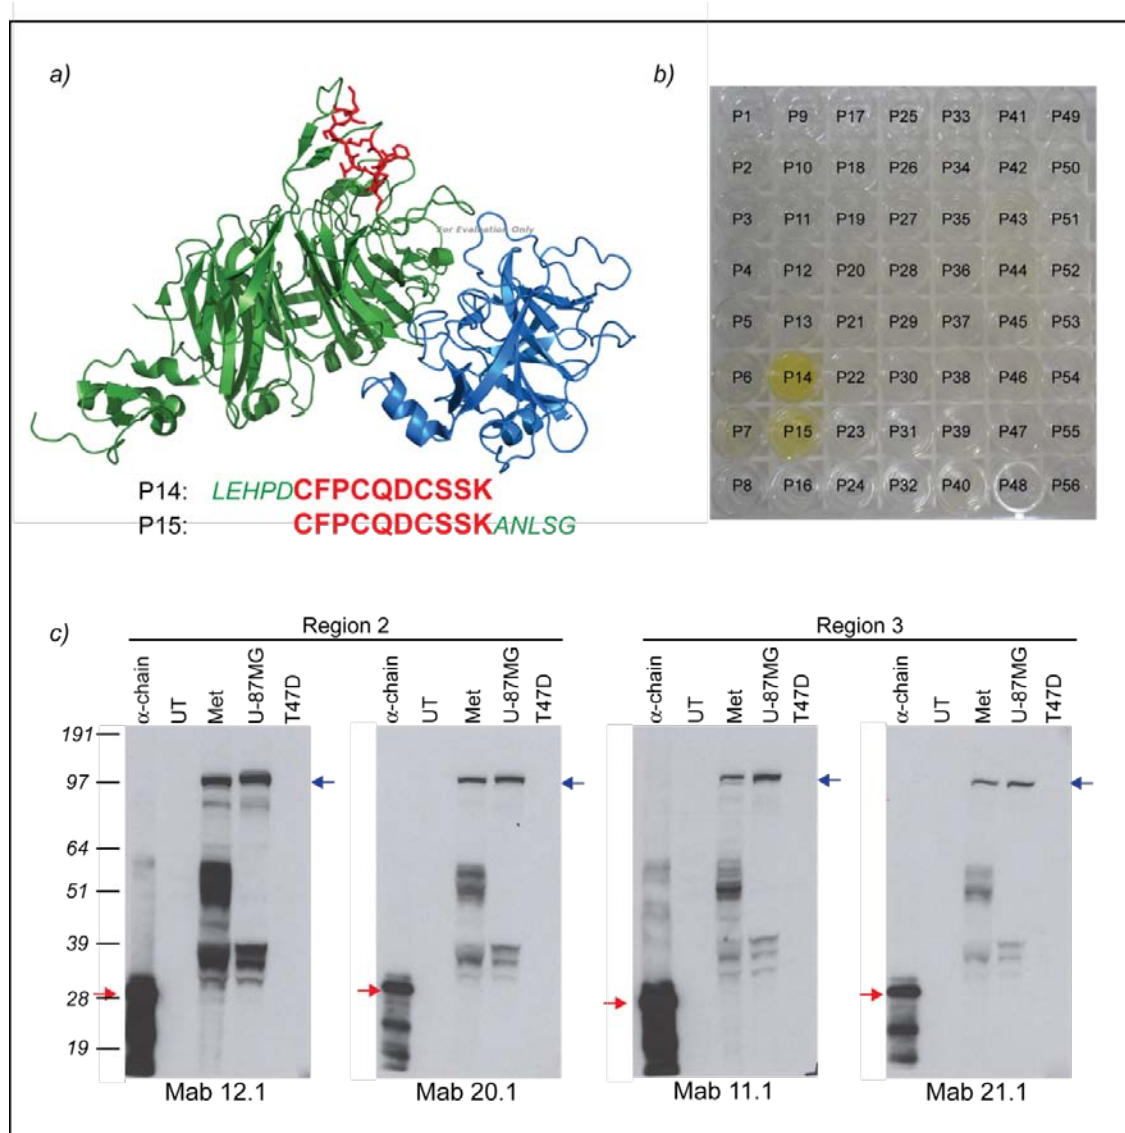 a)
b)
For Evaluation Only
P14: LEHPDCFPCQDCSSK
P15: CFPCQDCSSKANLSG
P1 P9 P17 P25 P33 P41 P49
P2 P10 P18 P26 P34 P42 P50
P3 P11 P19 P27 P35 P43 P51
P4 P12 P20 P28 P36 P44 P52
P5 P13 P21 P29 P37 P45 P53
P6 P14 P22 P30 P38 P46 P54
P7 P15 P23 P31 P39 P47 P55
P8 P16 P24 P32 P40 P48 P56
c)
Region 2
Region 3
α-chain UT Met U-87MG T47D
α-chain UT Met U-87MG T47D
α-chain UT Met U-87MG T47D
α-chain UT Met U-87MG T47D
191
97
64
51
39
28
19
Mab 12.1
Mab 20.1
Mab 11.1
Mab 21.1